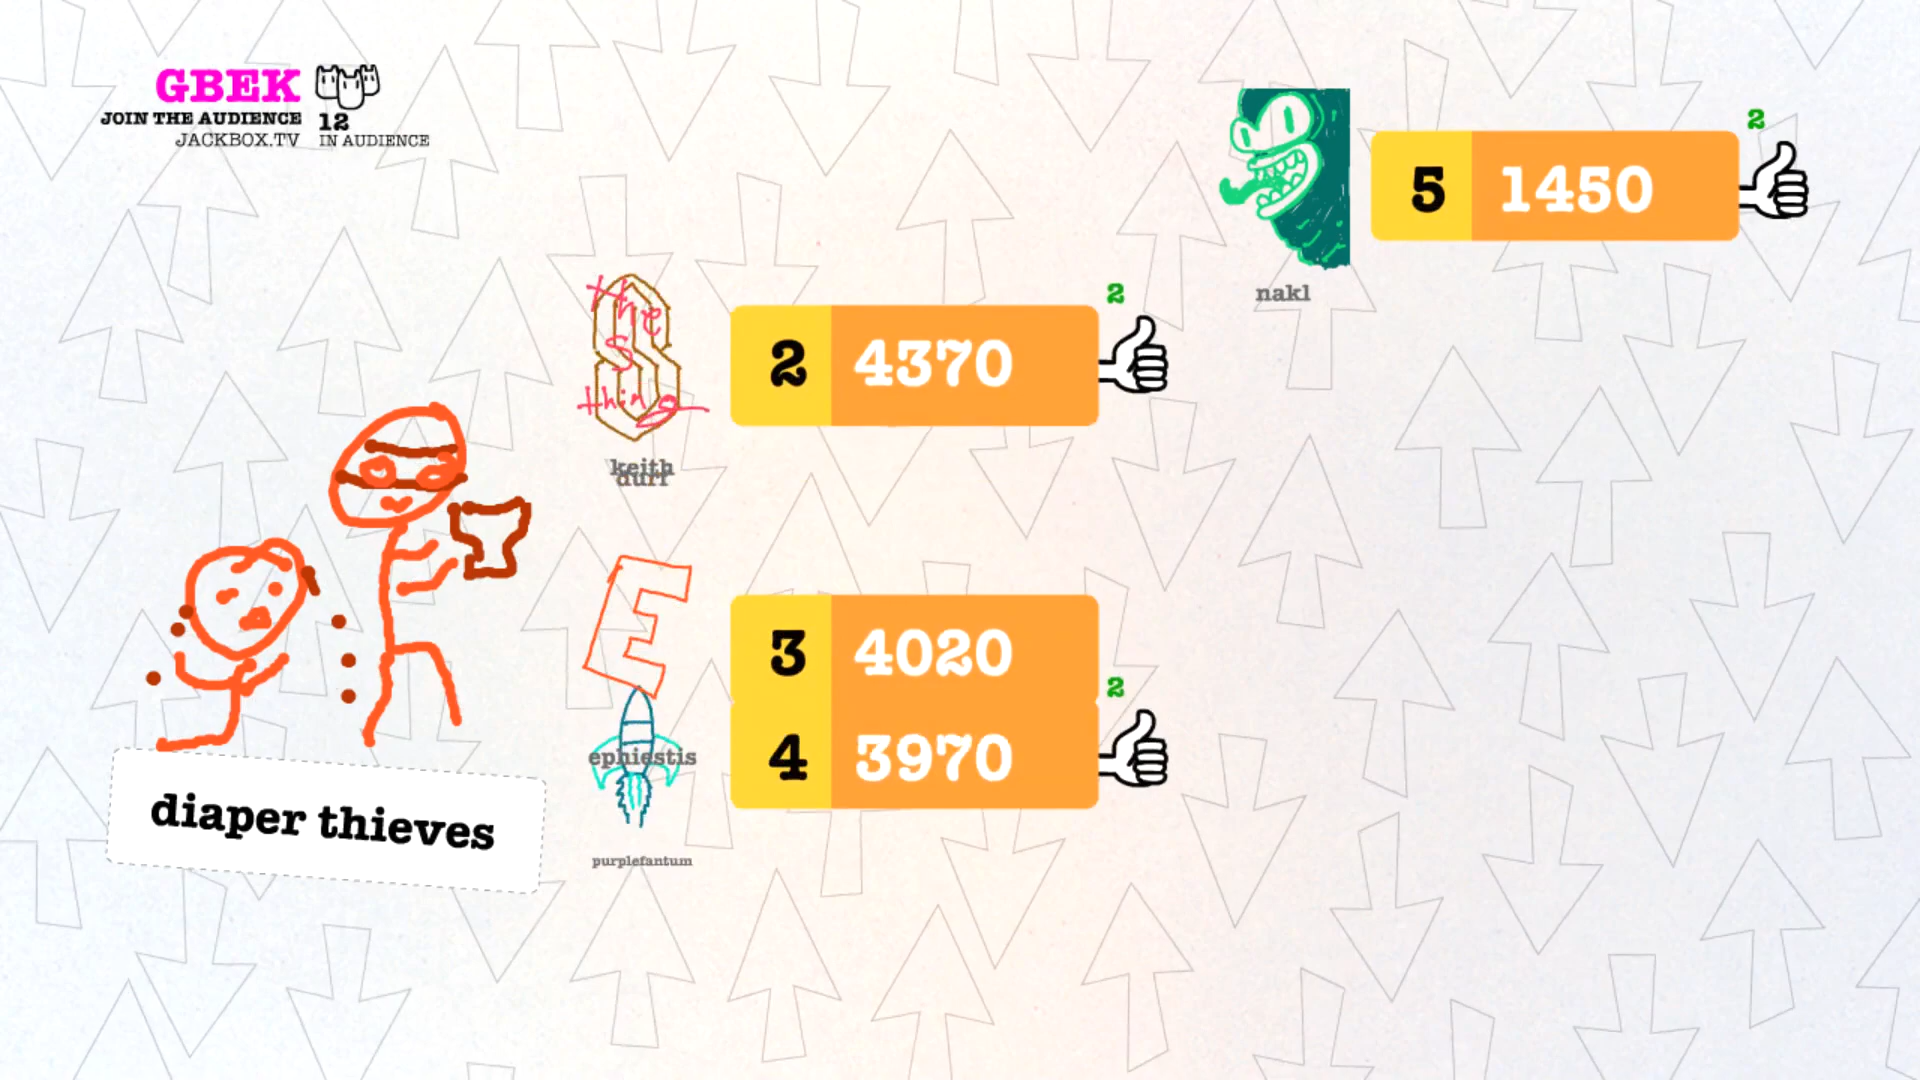 GBEK
JOIN THE AUDIENCE
JACKBOX.TV
12
IN AUDIENCE
2
5 1450
nakl
the
S
thing
2
2 4370
keith
durf
E
3 4020
2
4 3970
ephiestis
purplefantum
diaper thieves